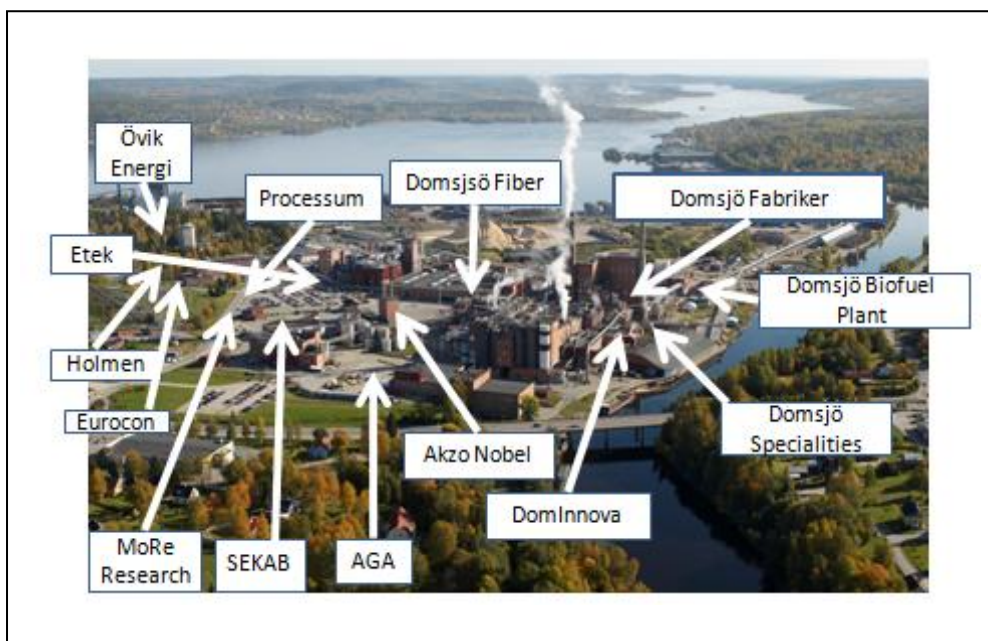 Övik
Energi
Processum
Domsjsö Fiber
Domsjö Fabriker
Etek
Domsjö Biofuel
Plant
Holmen
Eurocon
Akzo Nobel
Domsjö
Specialities
DomInnova
MoRe
Research
SEKAB
AGA